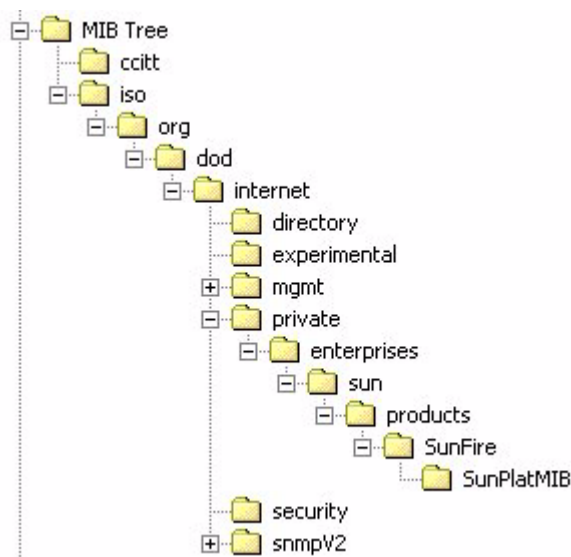 MIB Tree
ccitt
iso
org
dod
internet
directory
experimental
mgmt
private
enterprises
sun
products
SunFire
SunPlatMIB
security
snmpV2